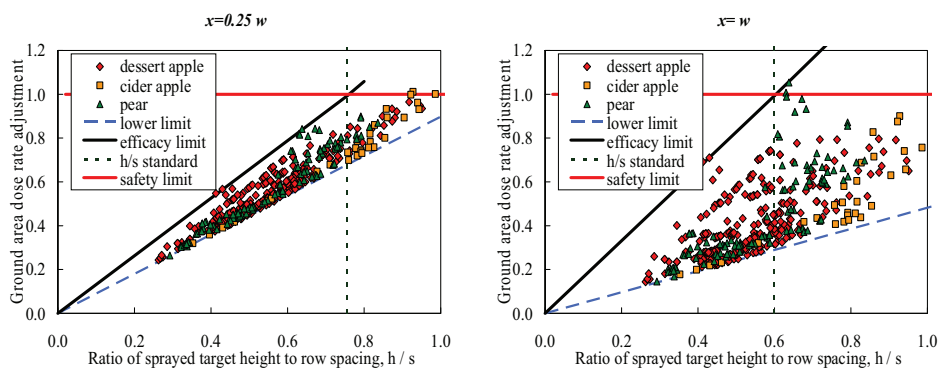 x=0.25 w
1.2
1.0
0.8
0.6
0.4
0.2
0.0
Ground area dose rate adjustment
dessert apple
cider apple
pear
lower limit
efficacy limit
h/s standard
safety limit
0.0 0.2 0.4 0.6 0.8 1.0
Ratio of sprayed target height to row spacing, h / s
x= w
1.2
1.0
0.8
0.6
0.4
0.2
0.0
Ground area dose rate adjustment
dessert apple
cider apple
pear
lower limit
efficacy limit
h/s standard
safety limit
0.0 0.2 0.4 0.6 0.8 1.0
Ratio of sprayed target height to row spacing, h / s